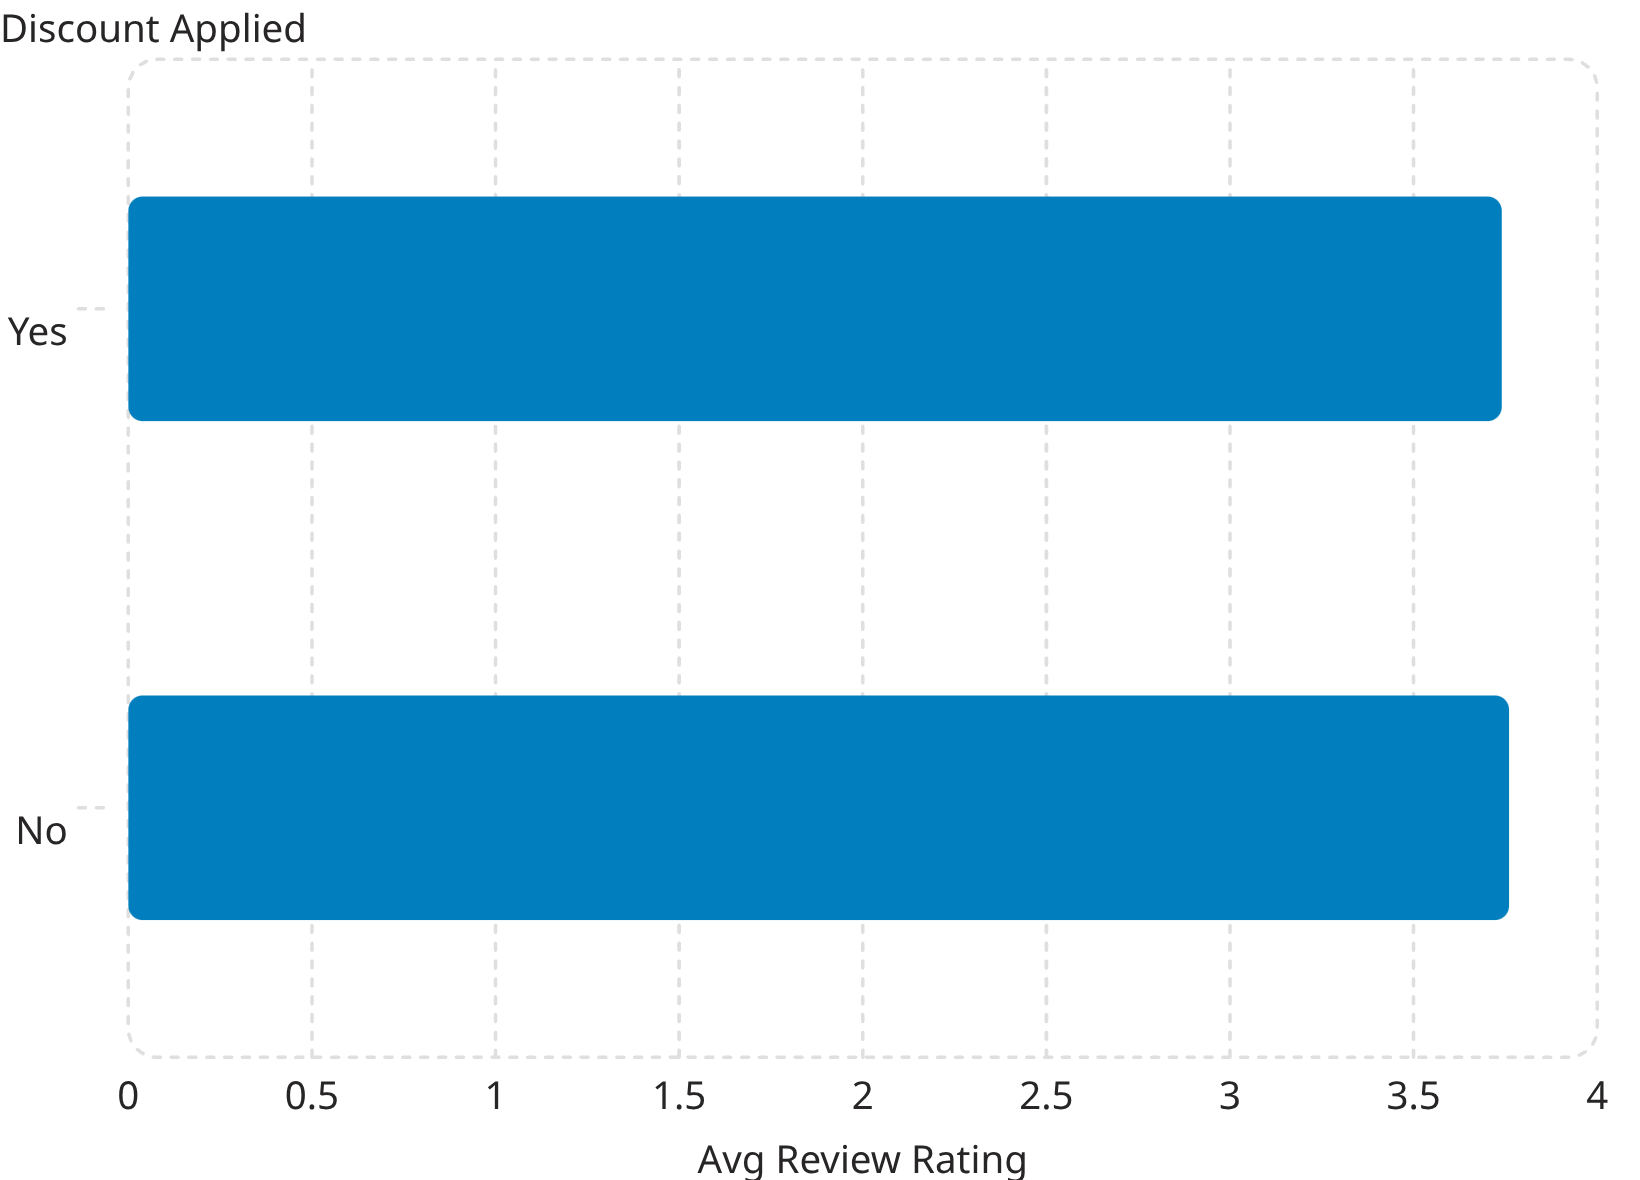 Discount Applied
Yes
No
0 0.5 1 1.5 2 2.5 3 3.5 4
Avg Review Rating